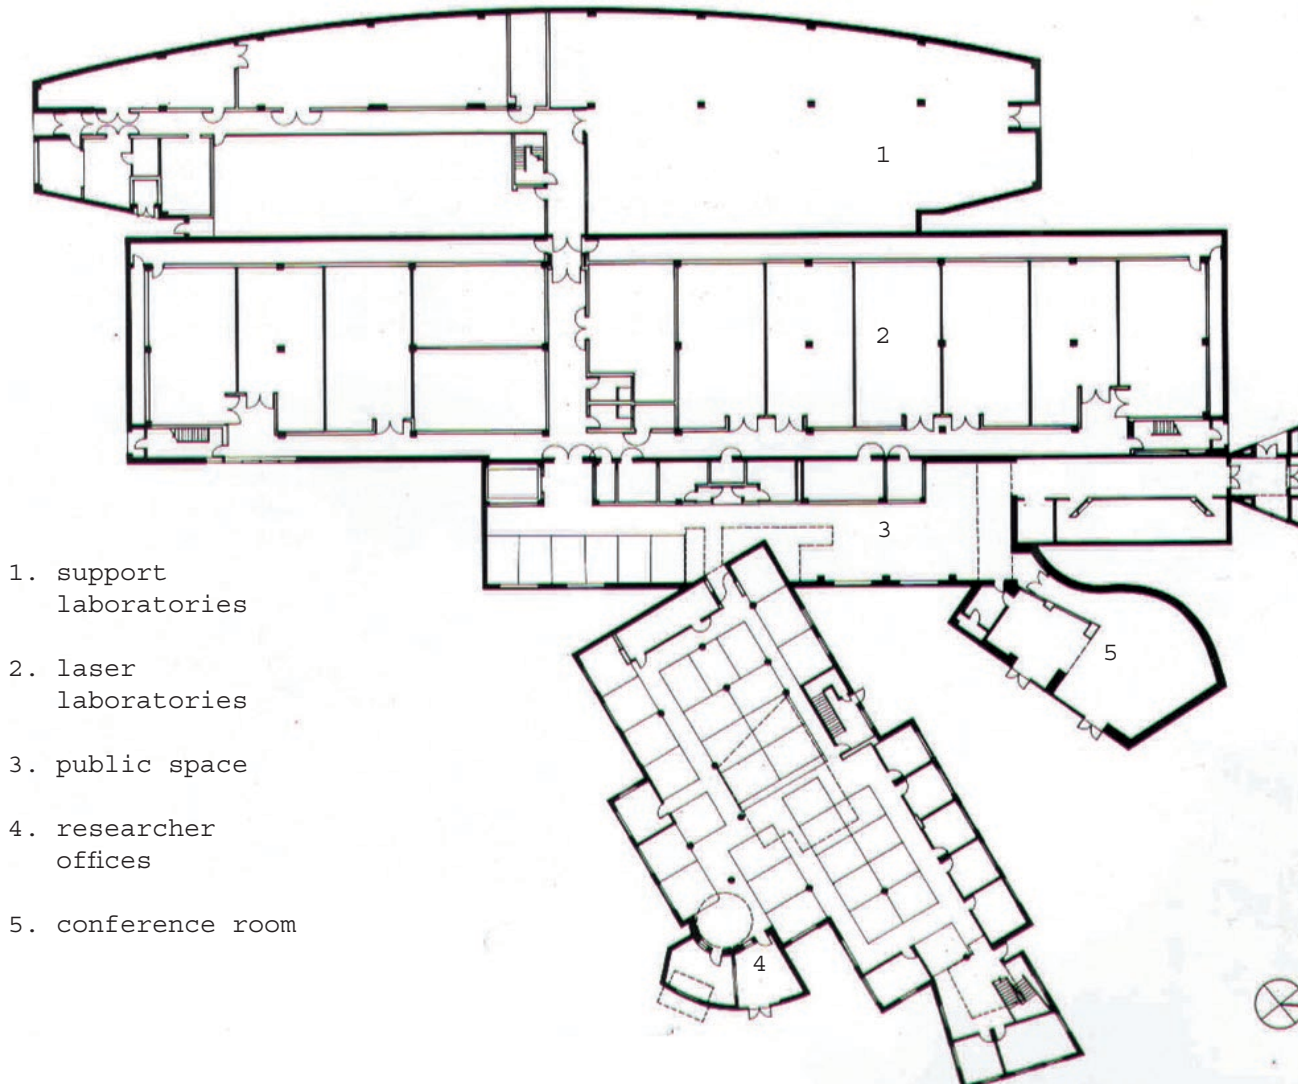 1
2
3
1. support
laboratories
2. laser
laboratories
3. public space
4. researcher
offices
5. conference room
5
4